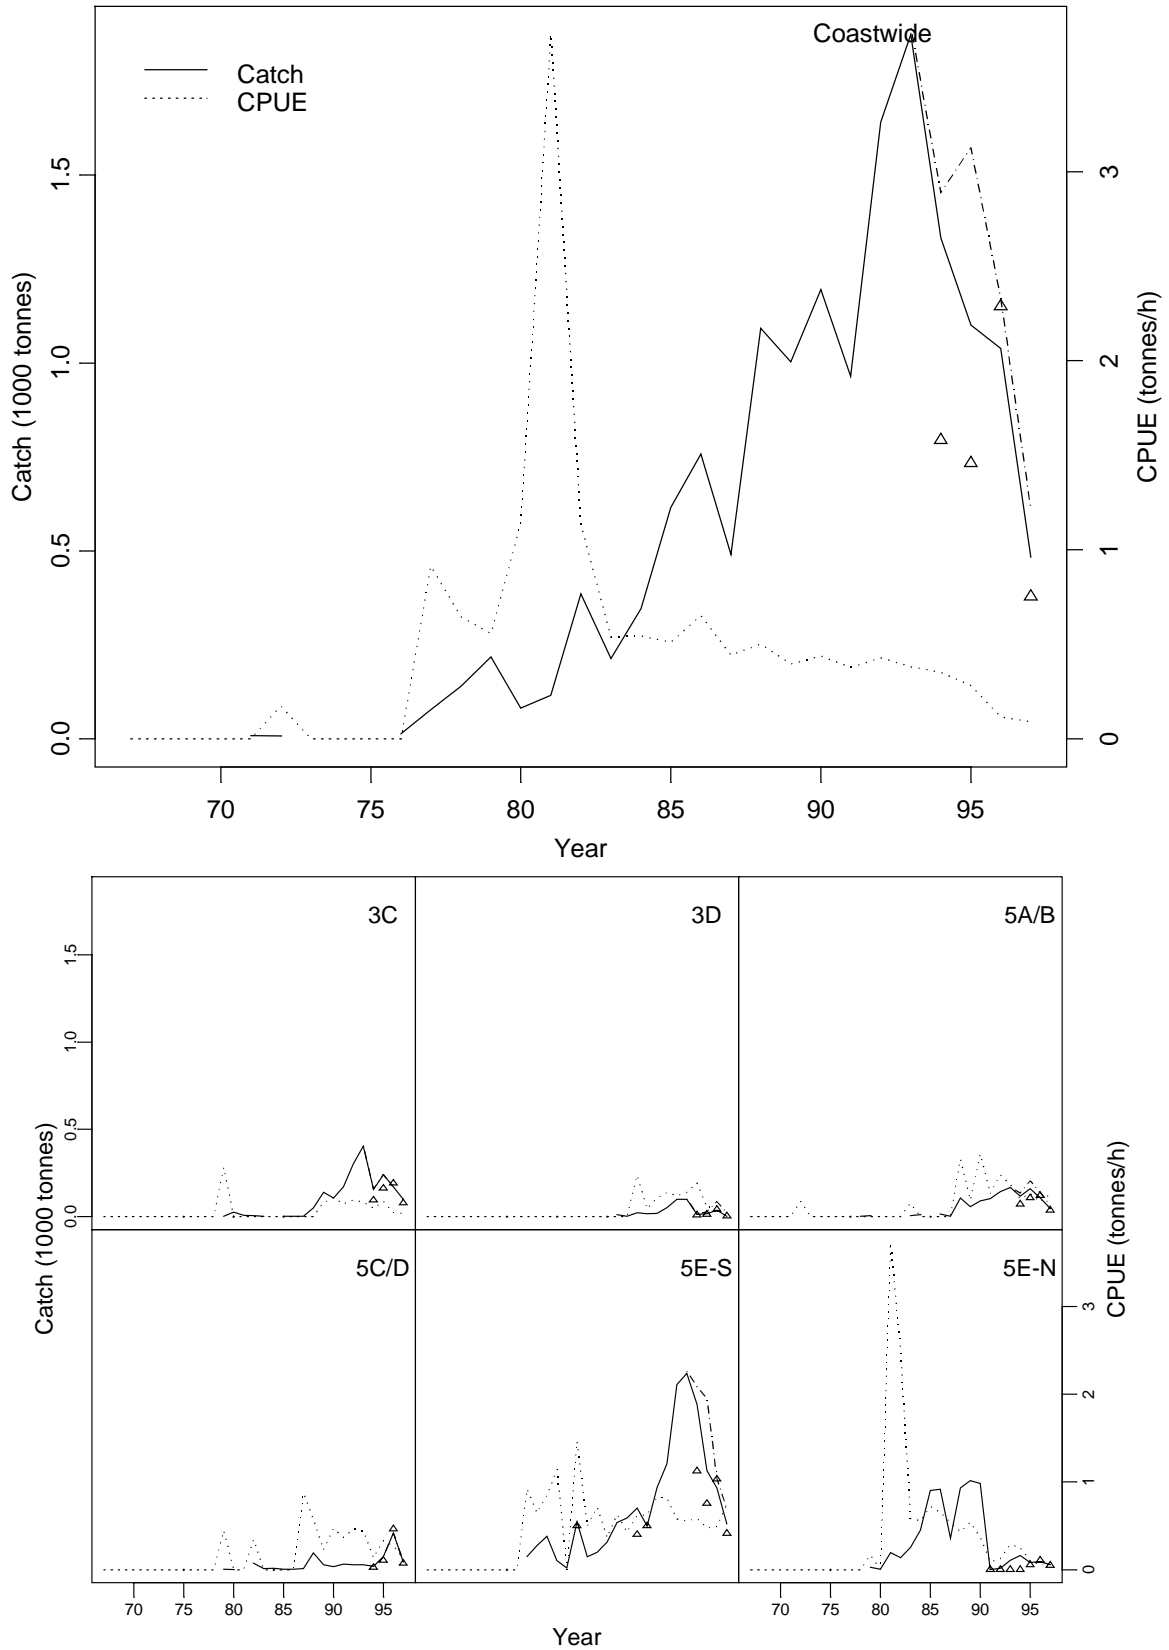 Coastwide
Catch
CPUE
0.0 0.5 1.0 1.5
Catch (1000 tonnes)
0 1 2 3
CPUE (tonnes/h)
70 75 80 85 90 95
Year
3C 3D 5A/B
0.0 0.5 1.0 1.5
5C/D 5E-S 5E-N
Catch (1000 tonnes)
0 1 2 3
CPUE (tonnes/h)
70 75 80 85 90 95 70 75 80 85 90 95
Year